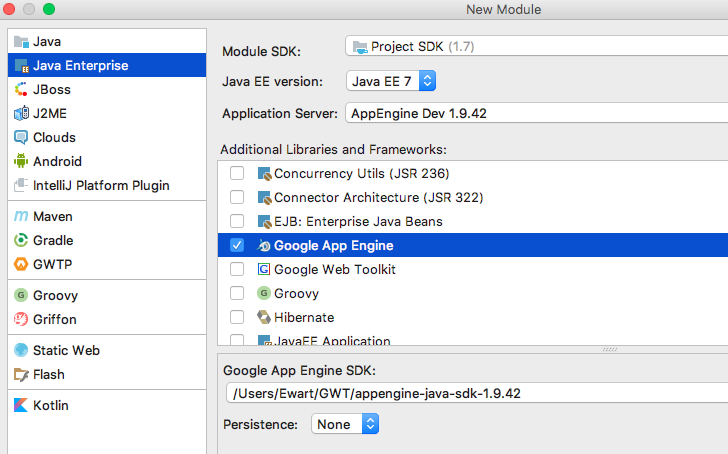 New Module
Java
Java Enterprise
JBoss
J2ME
Clouds
Android
IntelliJ Platform Plugin
Maven
Gradle
GWTP
Groovy
Griffon
Static Web
Flash
Kotlin
Module SDK: Project SDK (1.7)
Java EE version: Java EE 7
Application Server: AppEngine Dev 1.9.42
Additional Libraries and Frameworks:
Concurrency Utils (JSR 236)
Connector Architecture (JSR 322)
EJB: Enterprise Java Beans
Google App Engine
Google Web Toolkit
Groovy
Hibernate
JavaEE Application
Google App Engine SDK:
/Users/Ewart/GWT/appengine-java-sdk-1.9.42
Persistence: None